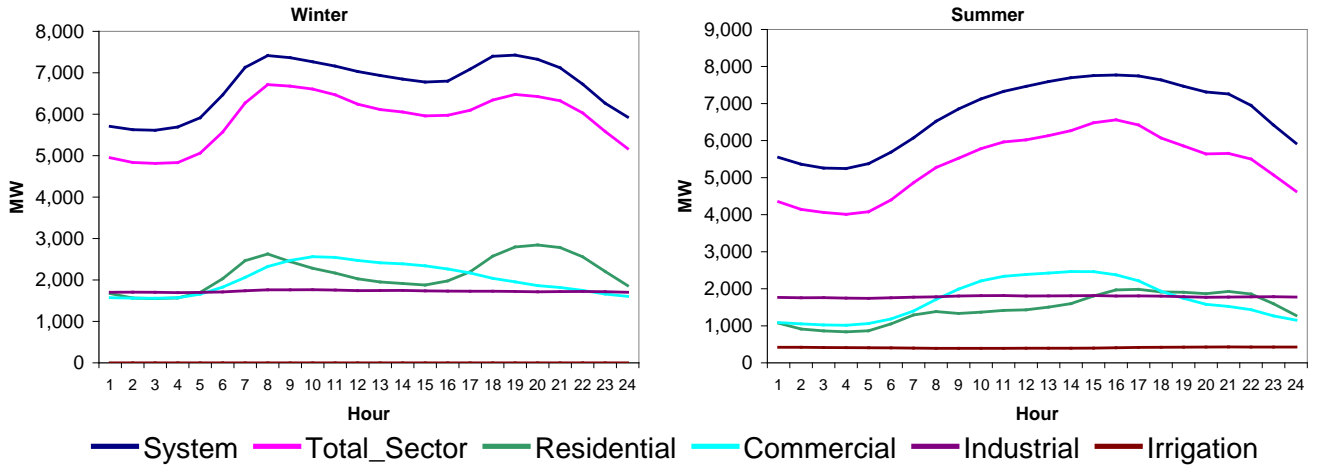 Winter
8,000
7,000
6,000
5,000
4,000
3,000
2,000
1,000
0
MW
1 2 3 4 5 6 7 8 9 10 11 12 13 14 15 16 17 18 19 20 21 22 23 24
Hour
Summer
9,000
8,000
7,000
6,000
5,000
4,000
3,000
2,000
1,000
0
MW
1 2 3 4 5 6 7 8 9 10 11 12 13 14 15 16 17 18 19 20 21 22 23 24
Hour
System Total_Sector Residential Commercial Industrial Irrigation